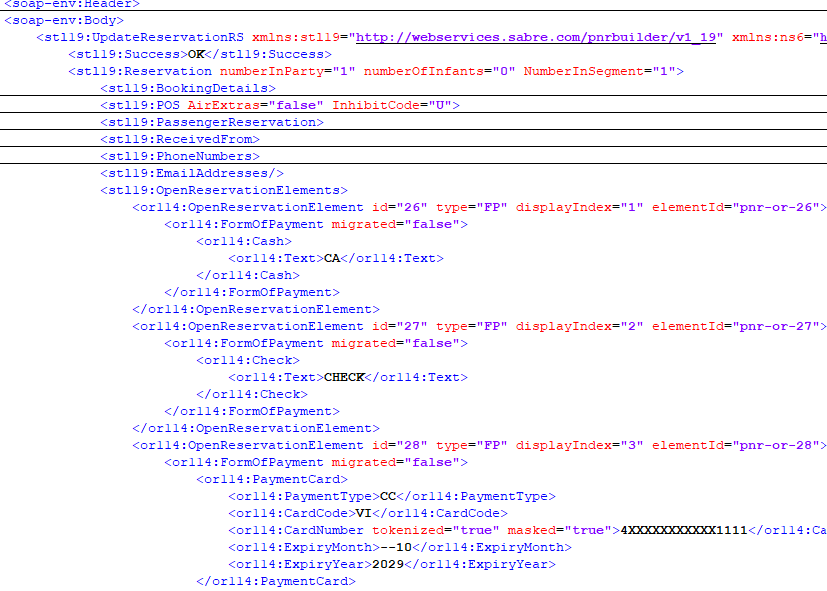 <soap-env:Header>
<soap-env:Body>
<stl19:UpdateReservationRS xmlns:stl19="http://webservices.sabre.com/pnrbuilder/v1_19" xmlns:ns6="h
<stl19:Success>OK</stl19:Success>
<stl19:Reservation numberInParty="1" numberOfInfants="0" NumberInSegment="1">
<stl19:BookingDetails>
<stl19:POS AirExtras="false" InhibitCode="U">
<stl19:PassengerReservation>
<stl19:ReceivedFrom>
<stl19:PhoneNumbers>
<stl19:EmailAddresses/>
<stl19:OpenReservationElements>
<or114:OpenReservationElement id="26" type="FP" displayIndex="1" elementId="pnr-or-26">
<or114:FormOfPayment migrated="false">
<or114:Cash>
<or114:Text>CA</or114:Text>
</or114:Cash>
</or114:FormOfPayment>
</or114:OpenReservationElement>
<or114:OpenReservationElement id="27" type="FP" displayIndex="2" elementId="pnr-or-27">
<or114:FormOfPayment migrated="false">
<or114:Check>
<or114:Text>CHECK</or114:Text>
</or114:Check>
</or114:FormOfPayment>
</or114:OpenReservationElement>
<or114:OpenReservationElement id="28" type="FP" displayIndex="3" elementId="pnr-or-28">
<or114:FormOfPayment migrated="false">
<or114:PaymentCard>
<or114:PaymentType>CC</or114:PaymentType>
<or114:CardCode>VI</or114:CardCode>
<or114:CardNumber tokenized="true" masked="true">4XXXXXXXXXXX1111</or114:Ca
<or114:ExpiryMonth>--10</or114:ExpiryMonth>
<or114:ExpiryYear>2029</or114:ExpiryYear>
</or114:PaymentCard>